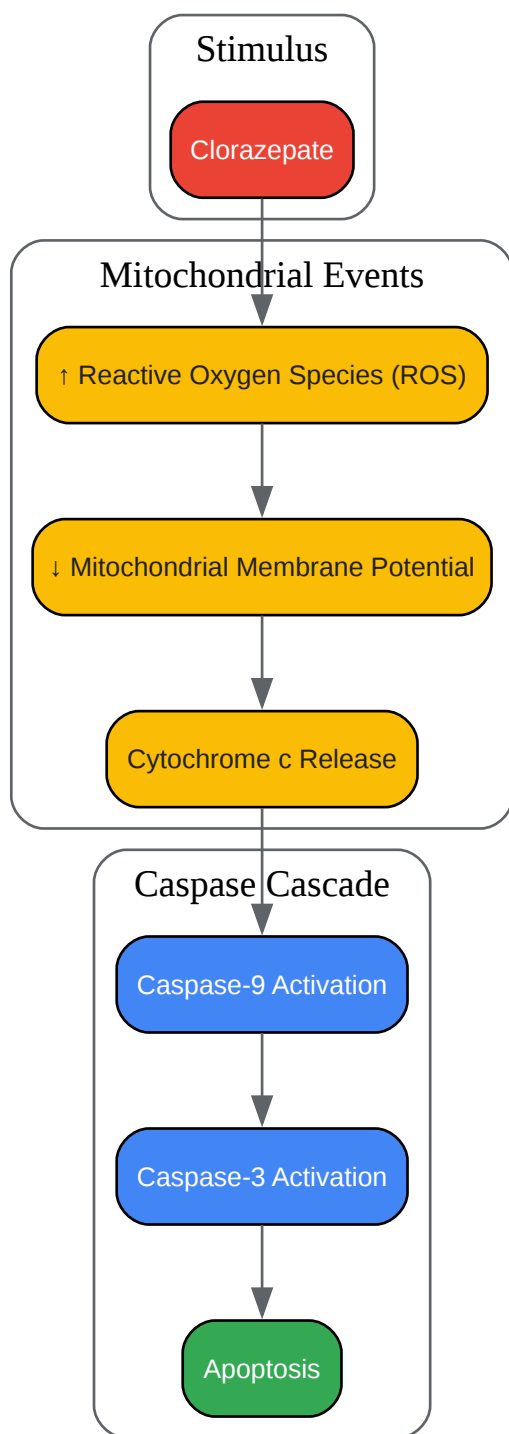 Stimulus
Clorazepate
Mitochondrial Events
↑ Reactive Oxygen Species (ROS)
↓ Mitochondrial Membrane Potential
Cytochrome c Release
Caspase Cascade
Caspase-9 Activation
Caspase-3 Activation
Apoptosis